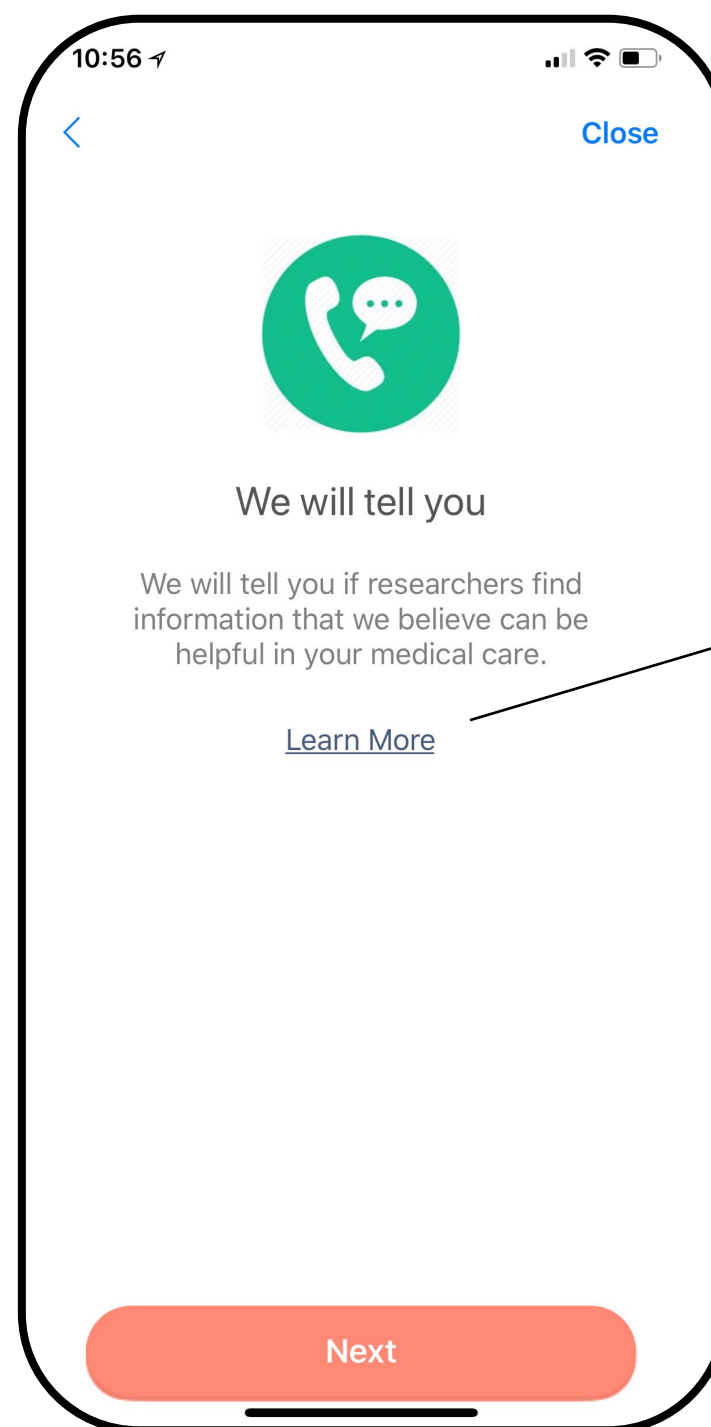 10:56
Close
We will tell you
We will tell you if researchers find
information that we believe can be
helpful in your medical care.
Learn More
Next